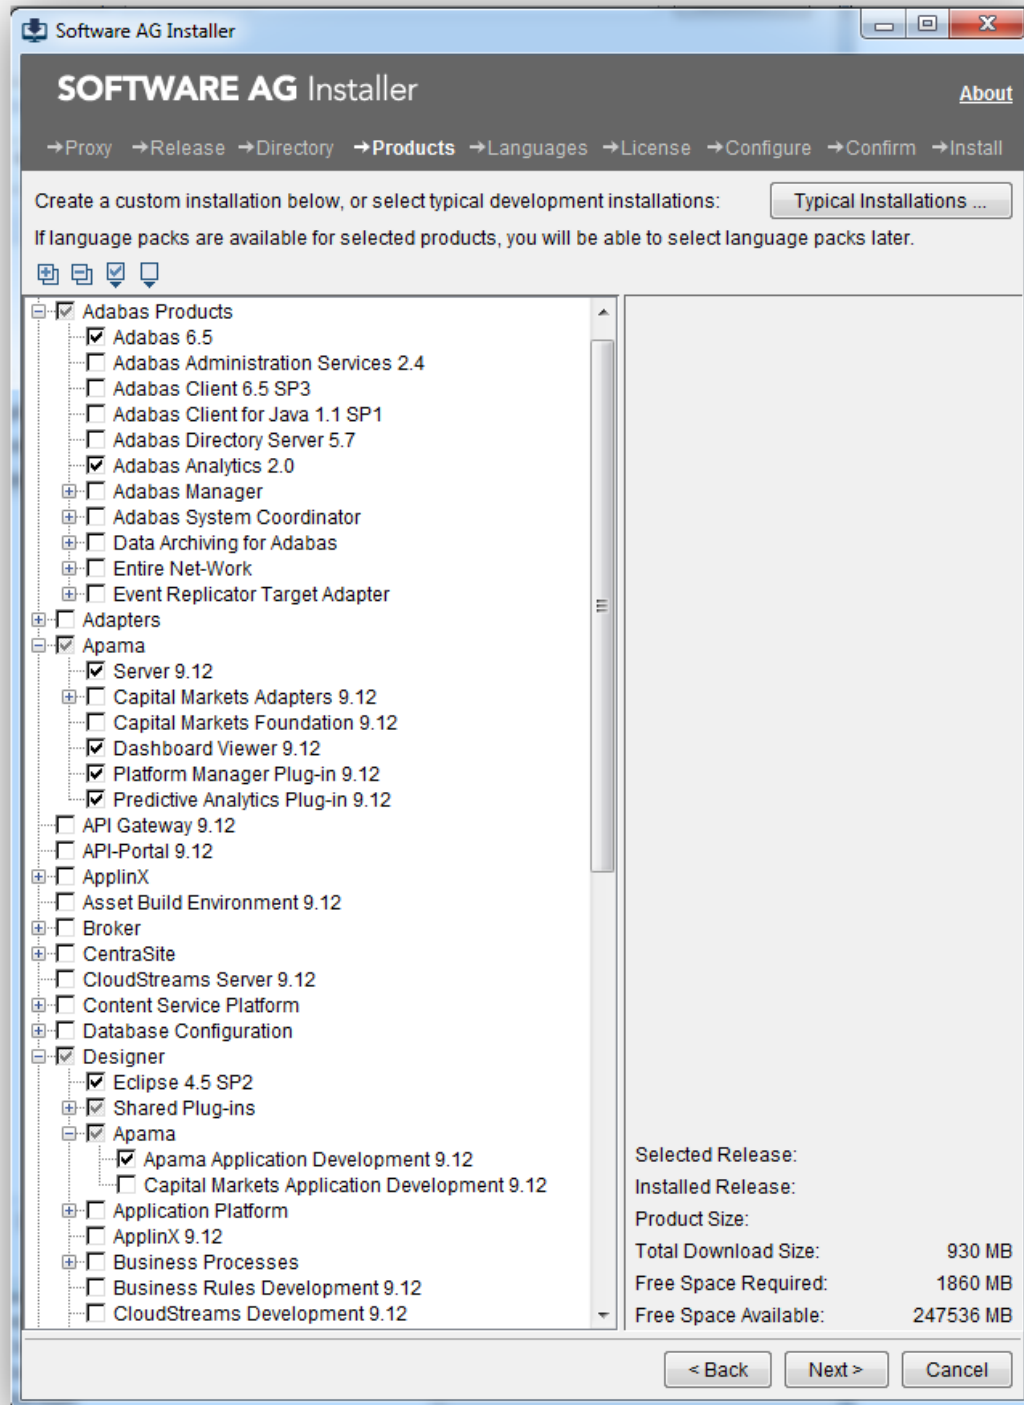 Software AG Installer
SOFTWARE AG Installer
About
→Proxy →Release →Directory →Products →Languages →License →Configure →Confirm →Install
Create a custom installation below, or select typical development installations:
Typical Installations ...
If language packs are available for selected products, you will be able to select language packs later.
Adabas Products
Adabas 6.5
Adabas Administration Services 2.4
Adabas Client 6.5 SP3
Adabas Client for Java 1.1 SP1
Adabas Directory Server 5.7
Adabas Analytics 2.0
Adabas Manager
Adabas System Coordinator
Data Archiving for Adabas
Entire Net-Work
Event Replicator Target Adapter
Adapters
Apama
Server 9.12
Capital Markets Adapters 9.12
Capital Markets Foundation 9.12
Dashboard Viewer 9.12
Platform Manager Plug-in 9.12
Predictive Analytics Plug-in 9.12
API Gateway 9.12
API-Portal 9.12
ApplinX
Asset Build Environment 9.12
Broker
CentraSite
CloudStreams Server 9.12
Content Service Platform
Database Configuration
Designer
Eclipse 4.5 SP2
Shared Plug-ins
Apama
Apama Application Development 9.12
Capital Markets Application Development 9.12
Application Platform
ApplinX 9.12
Business Processes
Business Rules Development 9.12
CloudStreams Development 9.12
Selected Release:
Installed Release:
Product Size:
Total Download Size: 930 MB
Free Space Required: 1860 MB
Free Space Available: 247536 MB
< Back
Next >
Cancel